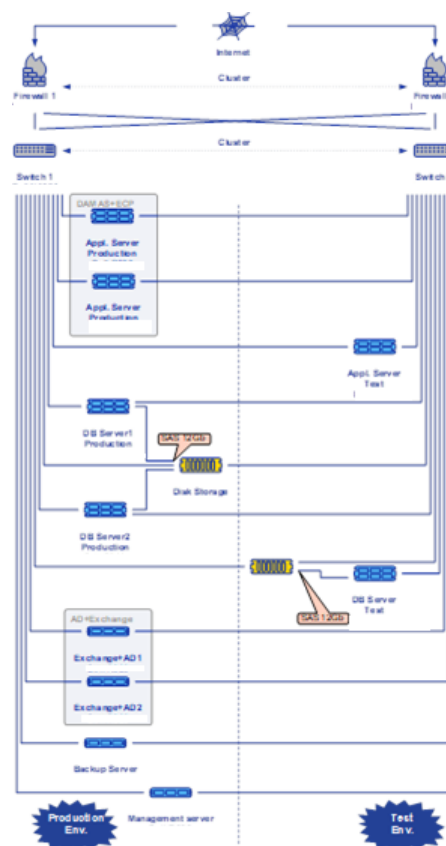 Internet
Cluster
Firewall 1
Firewall
Cluster
Switch 1
Switch
DAM AS+ECP
Appl. Server
Production
Appl. Server
Production
Appl. Server
Test
DB Server1
Production
SAS 12Gb
Disk Storage
DB Server2
Production
DB Server
Test
SAS 12Gb
AD+Exchange
Exchange+AD1
Exchange+AD2
Backup Server
Production
Env.
Management server
Test
Env.